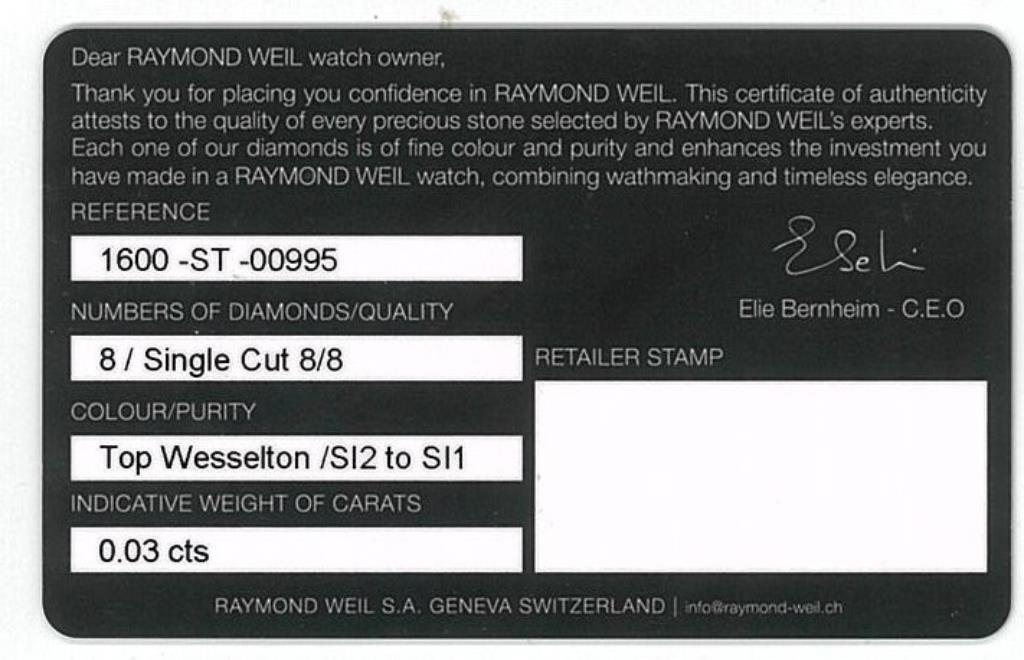 Dear RAYMOND WEIL watch owner,
Thank you for placing you confidence in RAYMOND WEIL. This certificate of authenticity
attests to the quality of every precious stone selected by RAYMOND WEIL's experts.
Each one of our diamonds is of fine colour and purity and enhances the investment you
have made in a RAYMOND WEIL watch, combining wathmaking and timeless elegance.
REFERENCE
1600 -ST -00995
Elie Bernheim - C.E.O
NUMBERS OF DIAMONDS/QUALITY
8 / Single Cut 8/8
RETAILER STAMP
COLOUR/PURITY
Top Wesselton /SI2 to SI1
INDICATIVE WEIGHT OF CARATS
0.03 cts
RAYMOND WEIL S.A. GENEVA SWITZERLAND | info@raymond-weil.ch